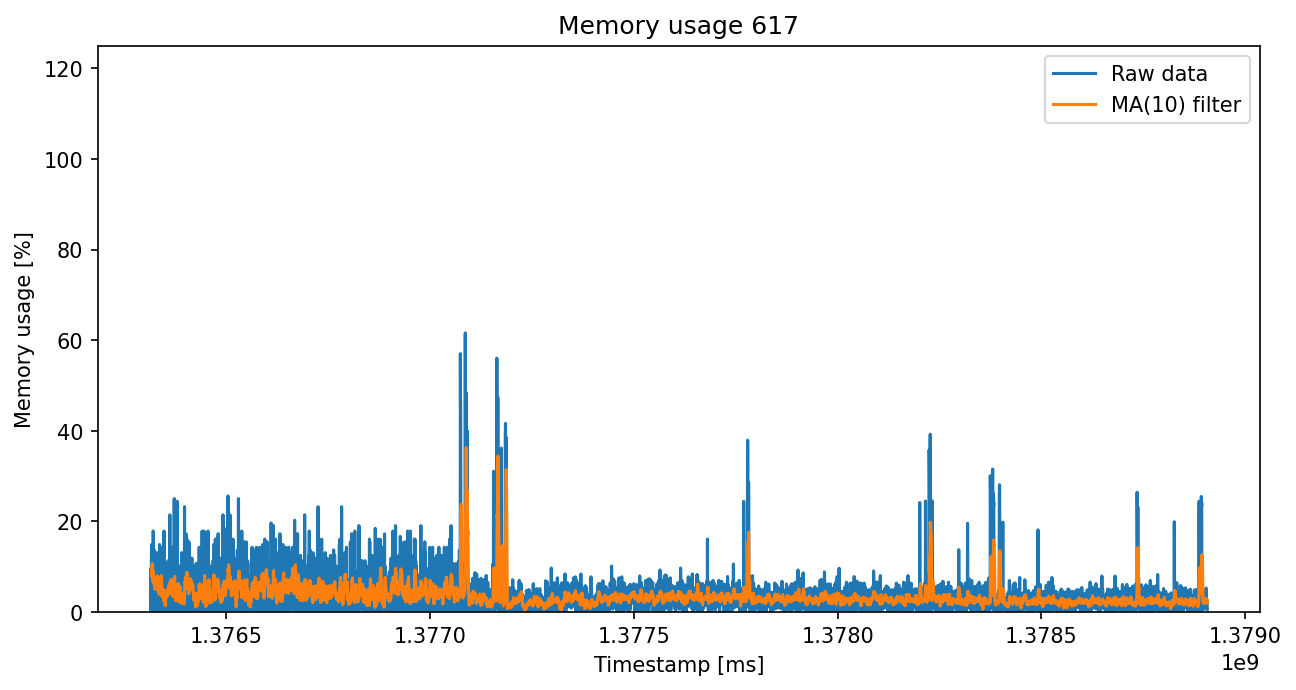 Memory usage 617
Raw data
MA(10) filter
Memory usage [%]
120
100
80
60
40
20
0
1.3765 1.3770 1.3775 1.3780 1.3785 1.3790
1e9
Timestamp [ms]